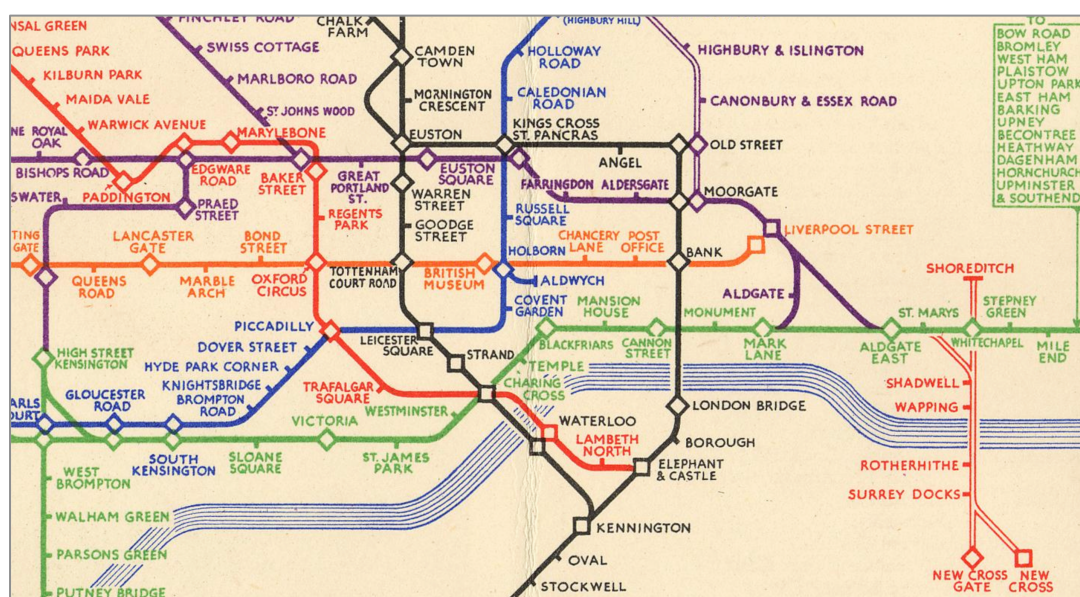 NSAL GREEN
QUEENS PARK
KILBURN PARK
MAIDA VALE
WARWICK AVENUE
FINCHLEY ROAD
SWISS COTTAGE
MARLBORO ROAD
ST. JOHNS WOOD
CHALK
FARM
CAMDEN
TOWN
MORNINGTON
CRESCENT
EUSTON
(HIGHBURY HILL)
HOLLOWAY
ROAD
CALEDONIAN
ROAD
KINGS CROSS
ST. PANCRAS
ANGEL
HIGHBURY & ISLINGTON
CANONBURY & ESSEX ROAD
OLD STREET
MOORGATE
TO
BOW ROAD
BROMLEY
WEST HAM
PLAISTOW
UPTON PARK
EAST HAM
BARKING
UPNEY
BECONTREE
HEATHWAY
DAGENHAM
HORNCHURCH
UPMINSTER
& SOUTHEND
NE ROYAL
OAK
BISHOPS ROAD
PADDINGTON
MARYLEBONE
EDGWARE
ROAD
BAKER
STREET
PRAED
STREET
SWATER
GREAT
PORTLAND
ST.
EUSTON
SQUARE
FARRINGDON
ALDERSGATE
WARREN
STREET
GOODGE
STREET
REGENTS
PARK
RUSSELL
SQUARE
TING
GATE
LANCASTER
GATE
BOND
STREET
QUEENS
ROAD
MARBLE
ARCH
OXFORD
CIRCUS
TOTTENHAM
COURT ROAD
BRITISH
MUSEUM
HOLBORN
CHANCERY
LANE
POST
OFFICE
BANK
LIVERPOOL STREET
ALDWYCH
ALDGATE
COVENT
GARDEN
SHOREDITCH
MANSION
HOUSE
MONUMENT
ST. MARYS
STEPNEY
GREEN
PICCADILLY
DOVER STREET
HYDE PARK CORNER
KNIGHTSBRIDGE
BROMPTON
ROAD
LEICESTER
SQUARE
STRAND
BLACKFRIARS
CANNON
STREET
MARK
LANE
ALDGATE
EAST
WHITECHAPEL
MILE
END
HIGH STREET
KENSINGTON
TEMPLE
CHARING
CROSS
TRAFALGAR
SQUARE
WESTMINSTER
ARLS
OURT
GLOUCESTER
ROAD
VICTORIA
SOUTH
KENSINGTON
SLOANE
SQUARE
ST. JAMES
PARK
WATERLOO
LAMBETH
NORTH
LONDON BRIDGE
BOROUGH
ELEPHANT
& CASTLE
SHADWELL
WAPPING
ROTHERHITHE
SURREY DOCKS
WEST
BROMPTON
WALHAM GREEN
PARSONS GREEN
PUTNEY BRIDGE
KENNINGTON
OVAL
STOCKWELL
NEW CROSS
GATE
NEW
CROSS